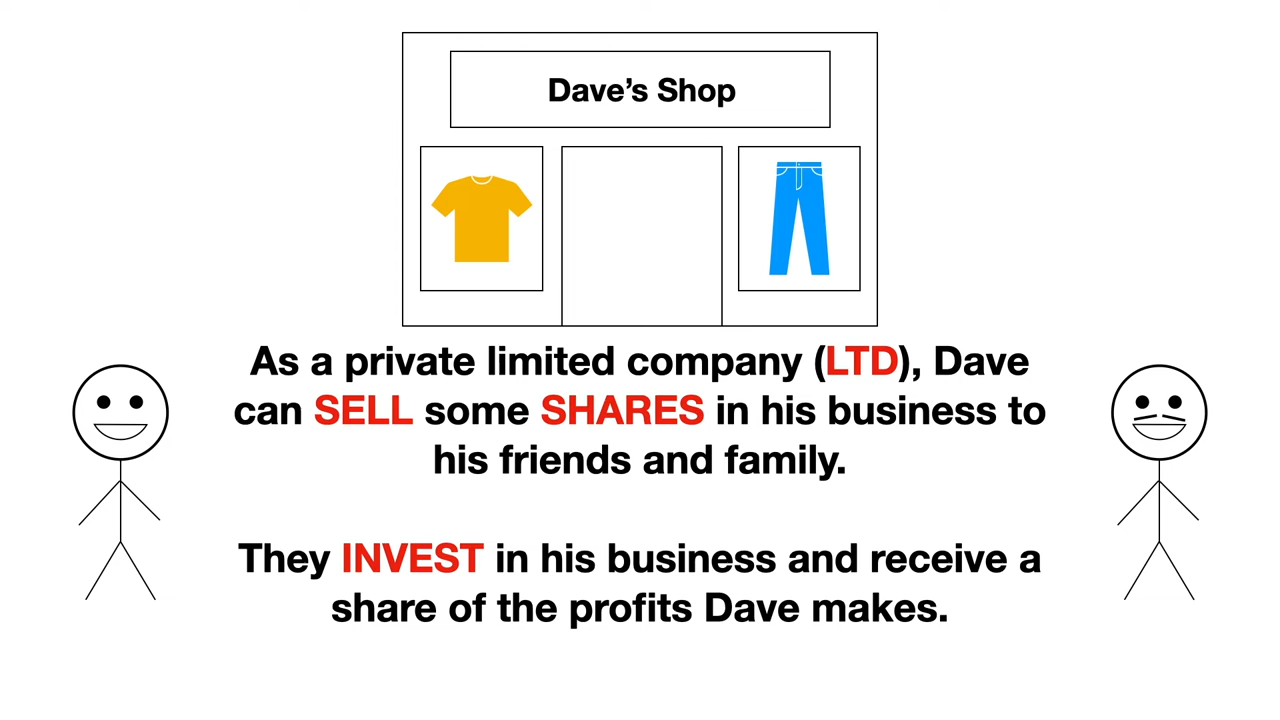 Dave’s Shop
As a private limited company (LTD), Dave
can SELL some SHARES in his business to
his friends and family.
They INVEST in his business and receive a
share of the profits Dave makes.